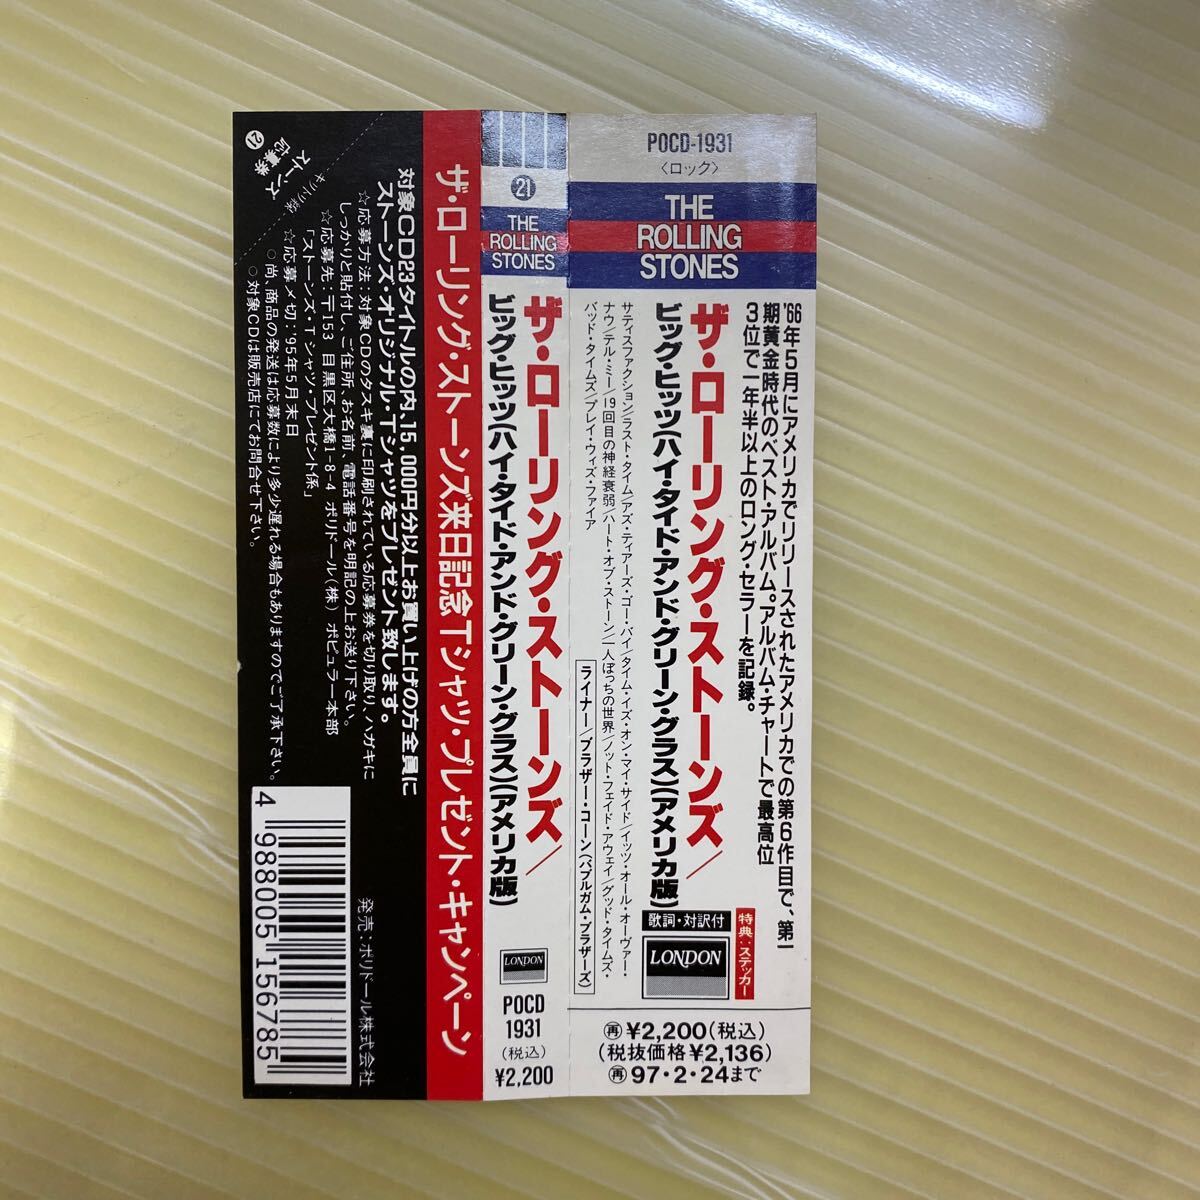 POCD-1931
〈ロック〉
THE
ROLLING
STONES
'66年5月にアメリカでリリースされたアメリカでの第6作目で、第一
期黄金時代のベスト・アルバム。アルバム・チャートで最高位
3位で一年半以上のロング・セラーを記録。
ザ・ローリング・ストーンズ/
ビッグ・ヒッツ(ハイ・タイド・アンド・グリーン・グラス)(アメリカ版)
サティスファクション/ラスト・タイム/アズ・ティアーズ・ゴー・バイ/タイム・イズ・オン・マイ・サイド/イッツ・オール・オーヴァー・
ナウ/テル・ミー/19回目の神経衰弱/ハート・オブ・ストーン/一人ぼっちの世界/ノット・フェイド・アウェイ/グッド・タイムズ・
バッド・タイムズ/プレイ・ウィズ・ファイア
ライナー/ブラザー・コーン(バブルガム・ブラザーズ)
歌詞・対訳付
LONDON
特典:ステッカー
再¥2,200(税込)
(税抜価格¥2,136)
再97・2・24まで
21
THE
ROLLING
STONES
ザ・ローリング・ストーンズ/
ビッグ・ヒッツ(ハイ・タイド・アンド・グリーン・グラス)(アメリカ版)
LONDON
POCD
1931
(税込)
¥2,200
ザ・ローリング・ストーンズ来日記念Tシャツ・プレゼント・キャンペーン
対象CD23タイトルの内、15,000円分以上お買い上げの方全員に
ストーンズ・オリジナル・Tシャツをプレゼント致します。
☆応募方法:対象CDのタスキ裏に印刷されている応募券を切り取り、ハガキに
しっかりと貼付し、ご住所、お名前、電話番号を明記の上お送り下さい。
☆応募先:〒153 目黒区大橋1-8-4 ポリドール(株) ポピュラー本部
「ストーンズ・Tシャツ・プレゼント係」
☆応募〆切:'95年5月末日
○尚、商品の発送は応募数により多少遅れる場合もありますのでご了承下さい。
○対象CDは販売店にてお問合せ下さい。
キリトリ線
21
発売:ポリドール株式会社
4 988005 156785